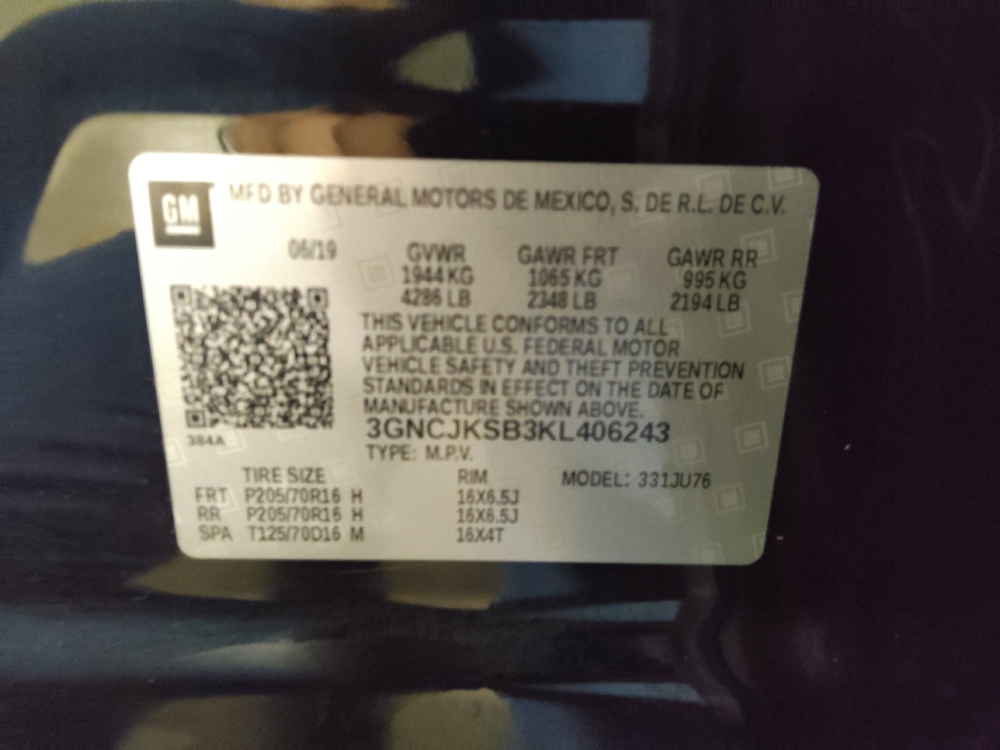 GM
MFD BY GENERAL MOTORS DE MEXICO, S. DE R.L. DE C.V.
06/19 GVWR GAWR FRT GAWR RR
1944 KG 1065 KG 995 KG
4286 LB 2348 LB 2194 LB
THIS VEHICLE CONFORMS TO ALL
APPLICABLE U.S. FEDERAL MOTOR
VEHICLE SAFETY AND THEFT PREVENTION
STANDARDS IN EFFECT ON THE DATE OF
MANUFACTURE SHOWN ABOVE.
384A
3GNCJKSB3KL406243
TYPE: M.P.V.
TIRE SIZE RIM MODEL: 331JU76
FRT P205/70R16 H 16X6.5J
RR P205/70R16 H 16X6.5J
SPA T125/70D16 M 16X4T